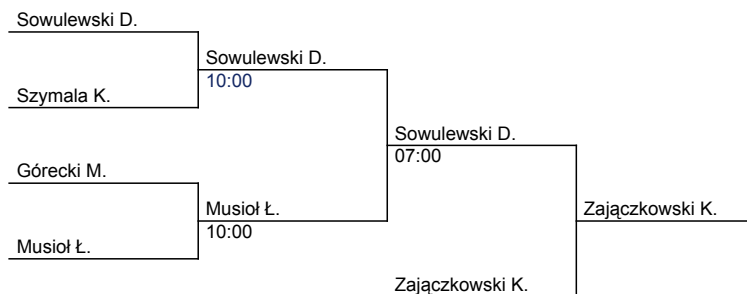 Sowulewski D.
Sowulewski D.
10:00
Szymala K.
Sowulewski D.
07:00
Górecki M.
Musioł Ł.
10:00
Zajączkowski K.
Musioł Ł.
Zajączkowski K.